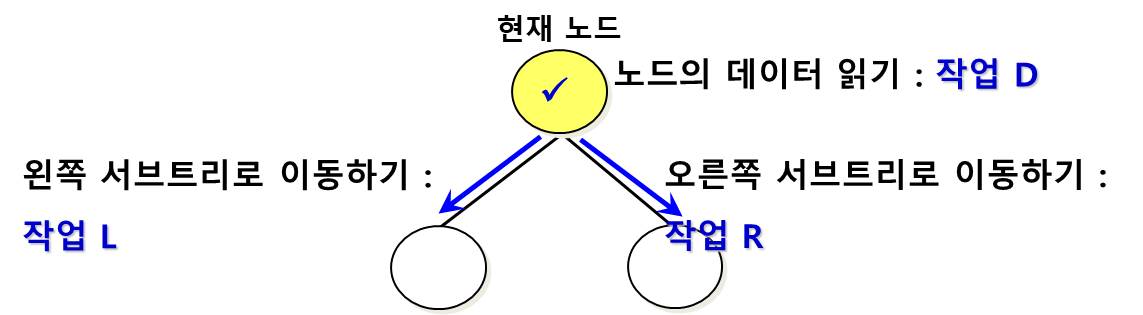 현재 노드
노드의 데이터 읽기 : 작업 D
왼쪽 서브트리로 이동하기 :
작업 L
오른쪽 서브트리로 이동하기 :
작업 R